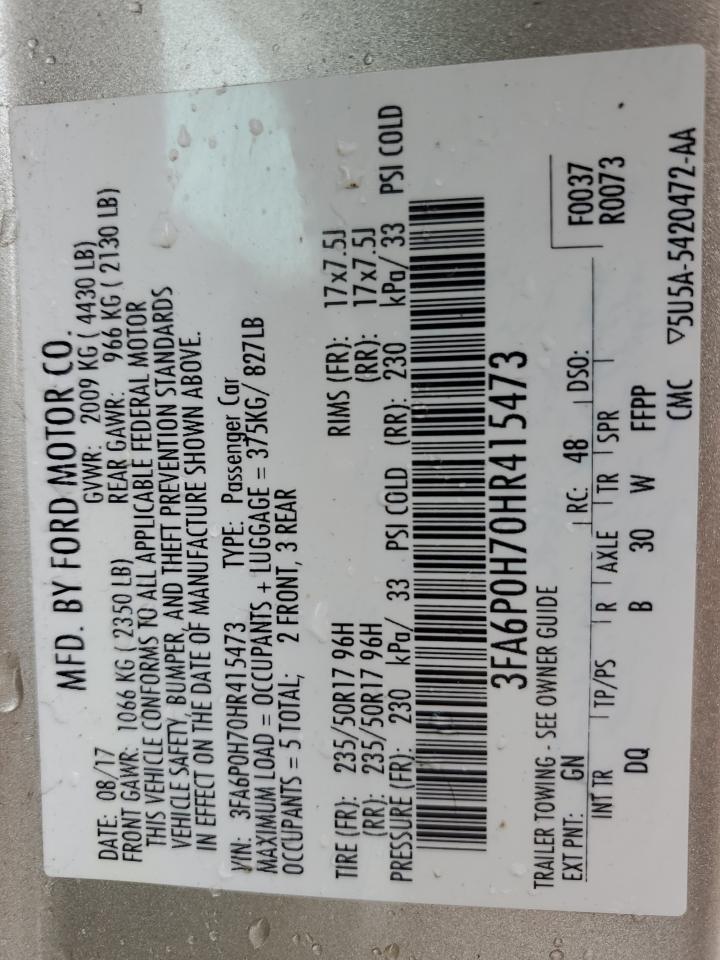 MFD. BY FORD MOTOR CO.
DATE: 08/17 GVWR: 2009 KG ( 4430 LB)
FRONT GAWR: 1066 KG ( 2350 LB) REAR GAWR: 966 KG ( 2130 LB)
THIS VEHICLE CONFORMS TO ALL APPLICABLE FEDERAL MOTOR
VEHICLE SAFETY, BUMPER, AND THEFT PREVENTION STANDARDS
IN EFFECT ON THE DATE OF MANUFACTURE SHOWN ABOVE.
VIN: 3FA6P0H70HR415473 TYPE: Passenger Car
MAXIMUM LOAD = OCCUPANTS + LUGGAGE = 375KG/ 827LB
OCCUPANTS = 5 TOTAL; 2 FRONT, 3 REAR
TIRE (FR): 235/50R17 96H RIMS (FR): 17x7.5J
(RR): 235/50R17 96H (RR): 17x7.5J
PRESSURE (FR): 230 kPa/ 33 PSI COLD (RR): 230 kPa/ 33 PSI COLD
3FA6P0H70HR415473
TRAILER TOWING - SEE OWNER GUIDE
F0037
EXT PNT: GN RC: 48 DSO:
R0073
INT TR TP/PS R AXLE TR SPR
DQ B 30 W FFPP
CMC ▽5U5A-5420472-AA